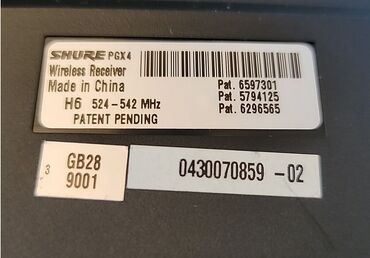 SHURE PGX4
Wireless Receiver
Made in China
H6 524-542 MHz
PATENT PENDING
Pat. 6597301
Pat. 5794125
Pat. 6296565
3
GB28
9001
0430070859 -02